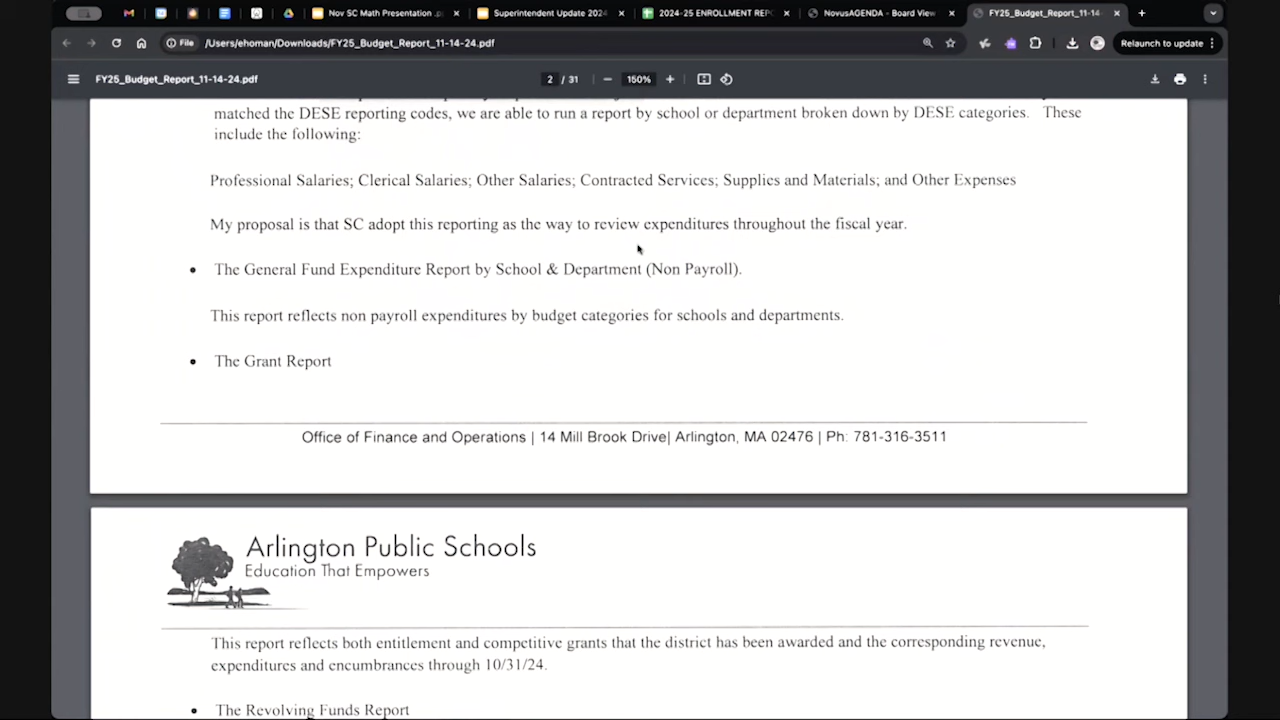 Nov SC Math Presentation .p
Superintendent Update 2024
2024-25 ENROLLMENT REP
NovusAGENDA - Board View
FY25_Budget_Report_11-14-
File
/Users/ehoman/Downloads/FY25_Budget_Report_11-14-24.pdf
Relaunch to update
FY25_Budget_Report_11-14-24.pdf
2 / 31
150%
matched the DESE reporting codes, we are able to run a report by school or department broken down by DESE categories. These
include the following:
Professional Salaries; Clerical Salaries; Other Salaries; Contracted Services; Supplies and Materials; and Other Expenses
My proposal is that SC adopt this reporting as the way to review expenditures throughout the fiscal year.
• The General Fund Expenditure Report by School & Department (Non Payroll).
This report reflects non payroll expenditures by budget categories for schools and departments.
• The Grant Report
Office of Finance and Operations | 14 Mill Brook Drive| Arlington, MA 02476 | Ph: 781-316-3511
Arlington Public Schools
Education That Empowers
This report reflects both entitlement and competitive grants that the district has been awarded and the corresponding revenue,
expenditures and encumbrances through 10/31/24.
• The Revolving Funds Report